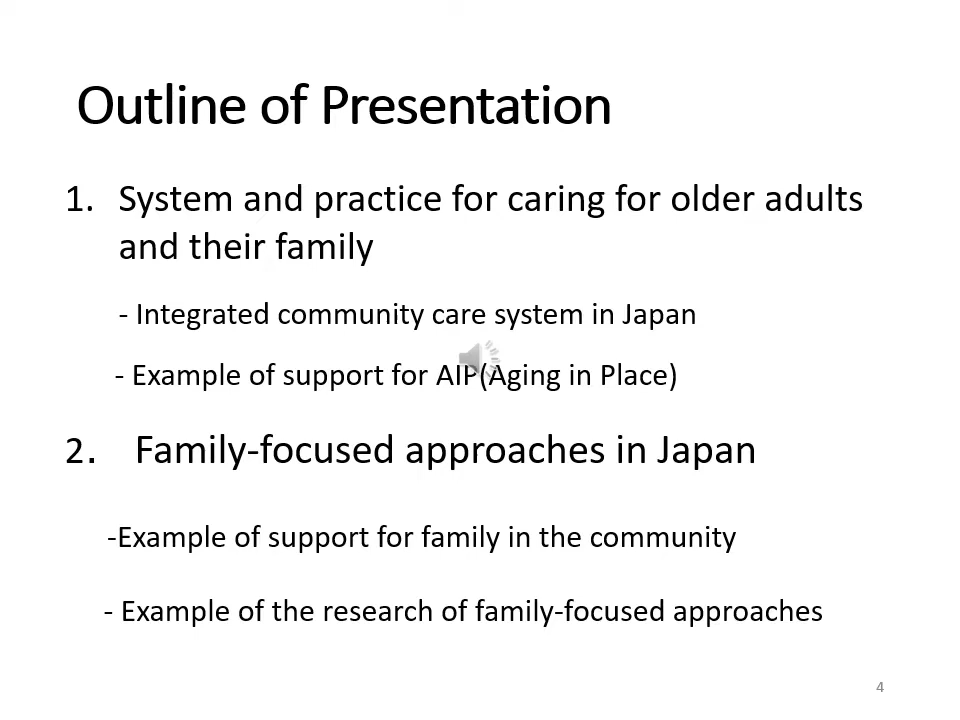 Outline of Presentation
1. System and practice for caring for older adults
and their family
- Integrated community care system in Japan
- Example of support for AIP(Aging in Place)
2. Family-focused approaches in Japan
-Example of support for family in the community
- Example of the research of family-focused approaches
4